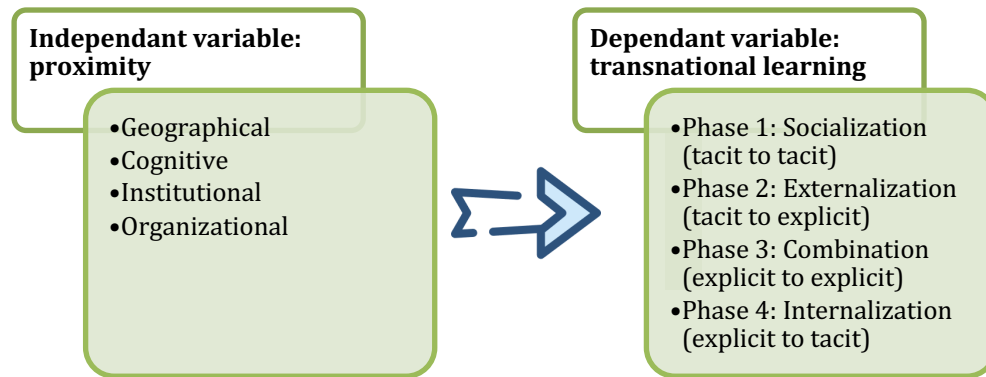 Independant variable:
proximity
•Geographical
•Cognitive
•Institutional
•Organizational
Dependant variable:
transnational learning
•Phase 1: Socialization
(tacit to tacit)
•Phase 2: Externalization
(tacit to explicit)
•Phase 3: Combination
(explicit to explicit)
•Phase 4: Internalization
(explicit to tacit)